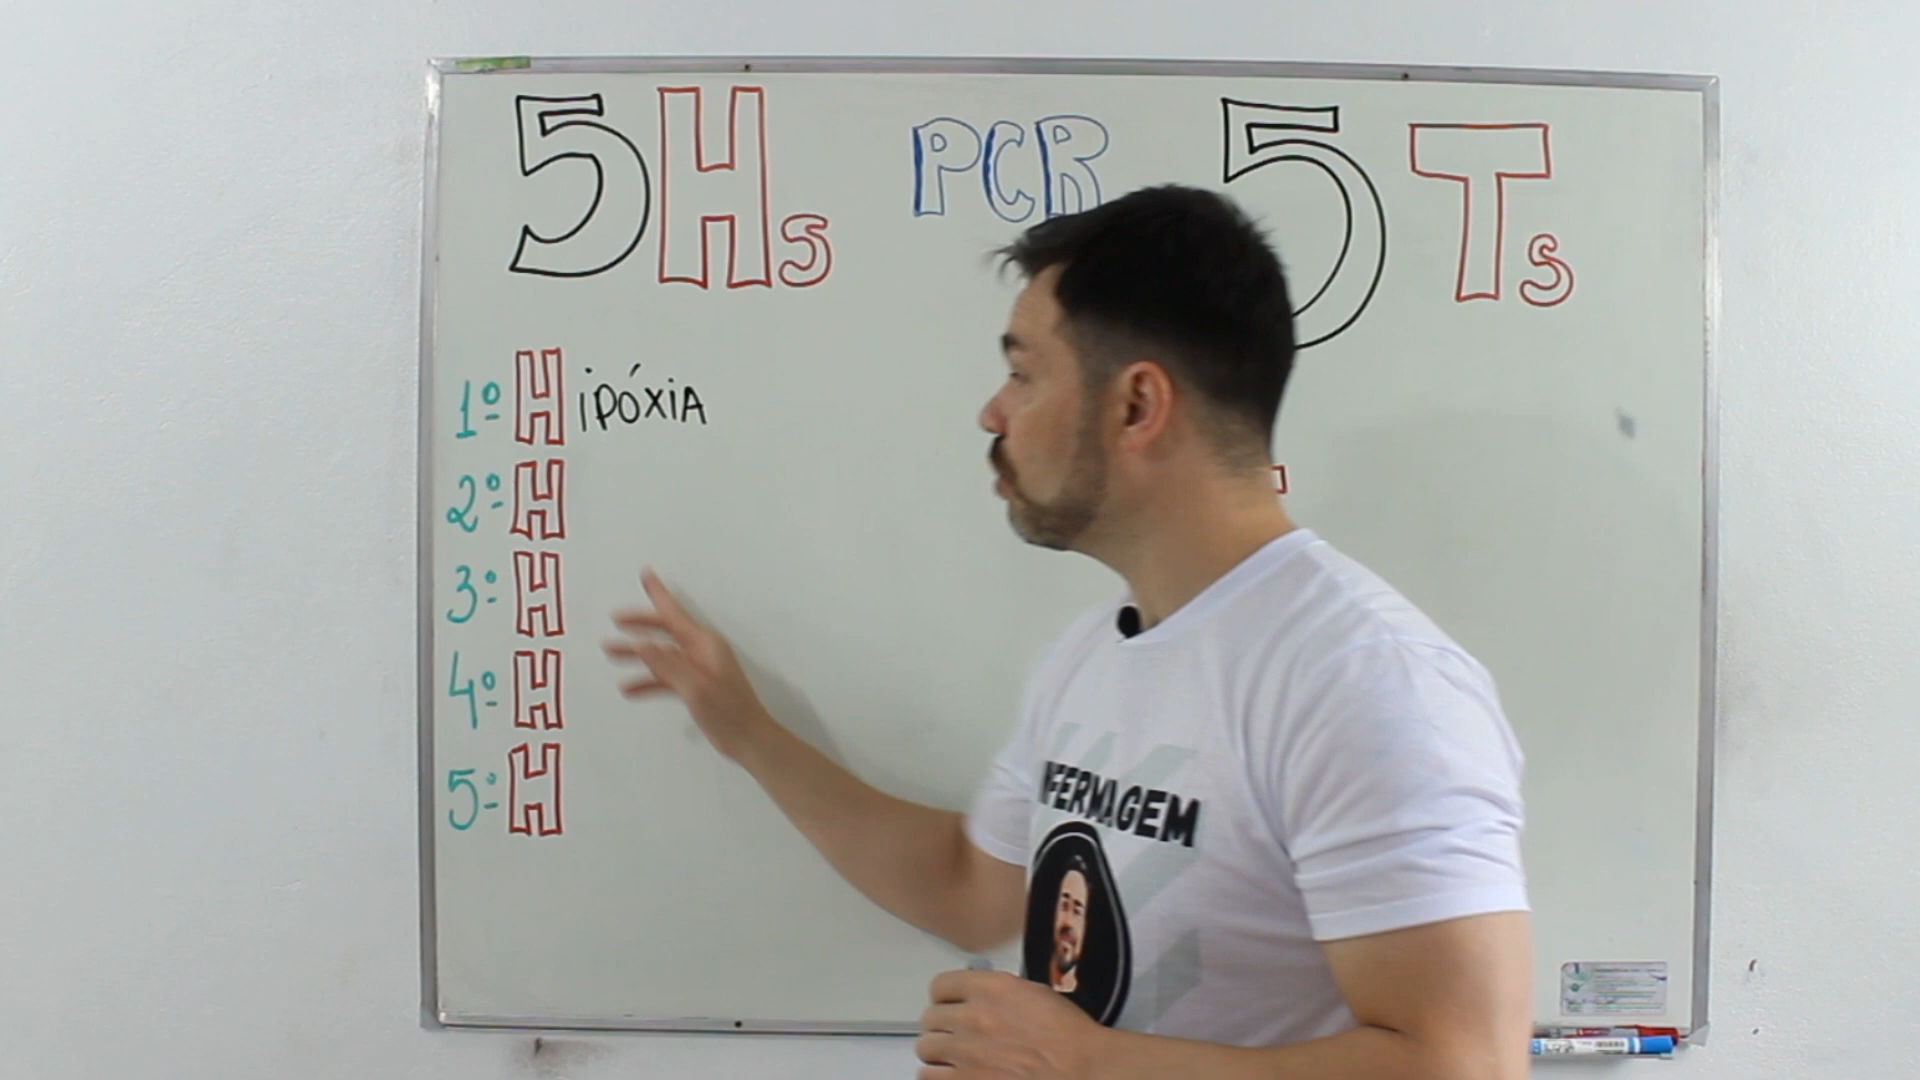 5Hs PCR 5Ts
1º HiPÓXiA
2º H
3º H
4º H
5º H
NFERMAGEM